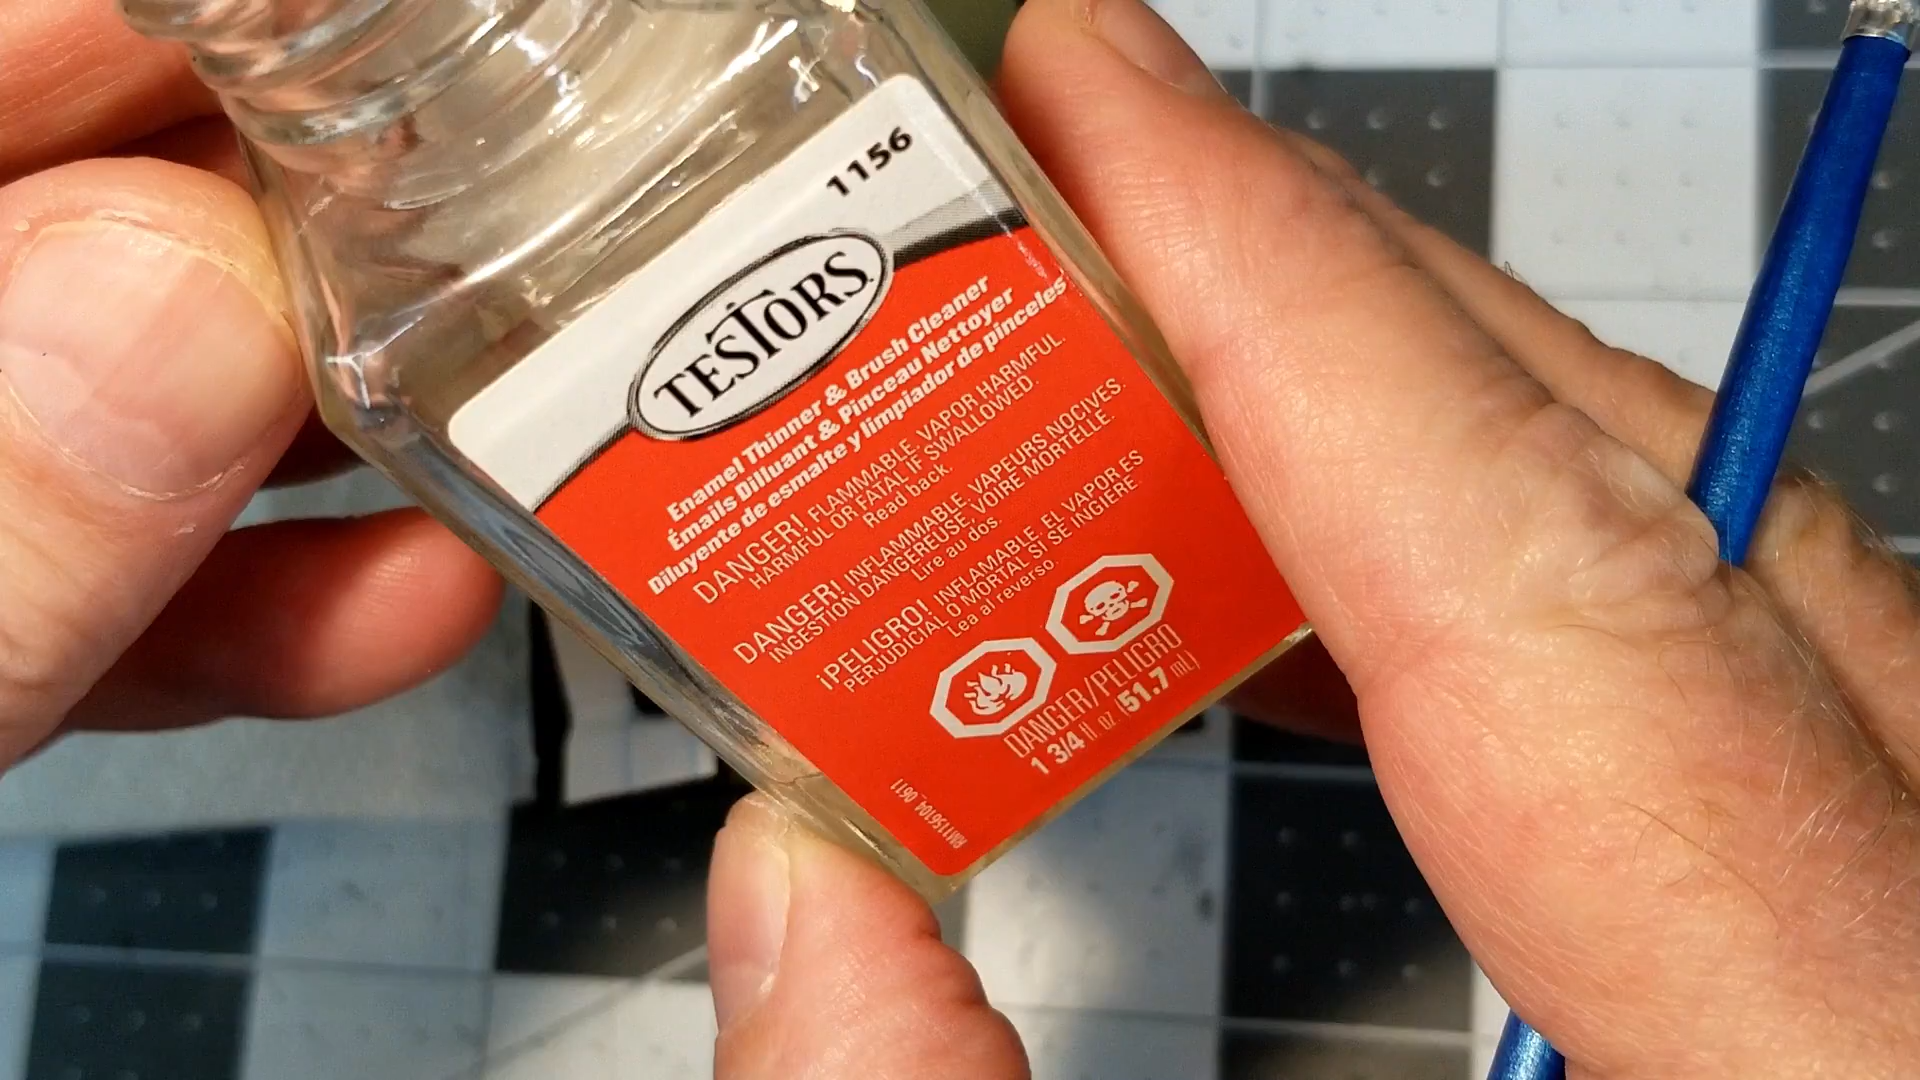 1156
TESTORS
Enamel Thinner & Brush Cleaner
Émails Diluant & Pinceau Nettoyer
Diluyente de esmalte y limpiador de pinceles
DANGER! FLAMMABLE. VAPOR HARMFUL.
HARMFUL OR FATAL IF SWALLOWED.
Read back.
DANGER! INFLAMMABLE. VAPEURS NOCIVES.
INGESTION DANGEREUSE, VOIRE MORTELLE.
Lire au dos.
¡PELIGRO! INFLAMABLE. EL VAPOR ES
PERJUDICIAL O MORTAL SI SE INGIERE.
Lea al reverso.
DANGER/PELIGRO
1 3/4 fl. oz. (51.7 mL)
RM1156104_0611